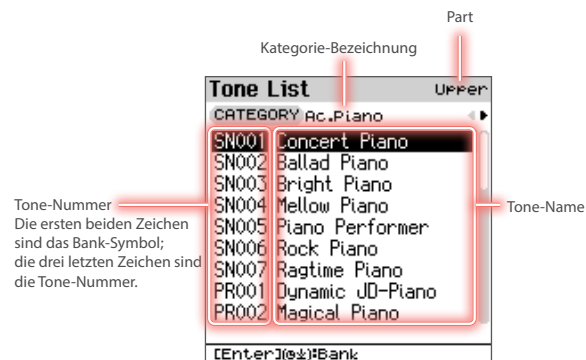 Part
Kategorie-Bezeichnung
Tone List Upper
CATEGORY Ac.Piano
SN001 Concert Piano
SN002 Ballad Piano
SN003 Bright Piano
SN004 Mellow Piano
SN005 Piano Performer
SN006 Rock Piano
SN007 Ragtime Piano
PR001 Dynamic JD-Piano
PR002 Magical Piano
[Enter]:Bank
Tone-Nummer
Die ersten beiden Zeichen
sind das Bank-Symbol;
die drei letzten Zeichen sind
die Tone-Nummer.
Tone-Name